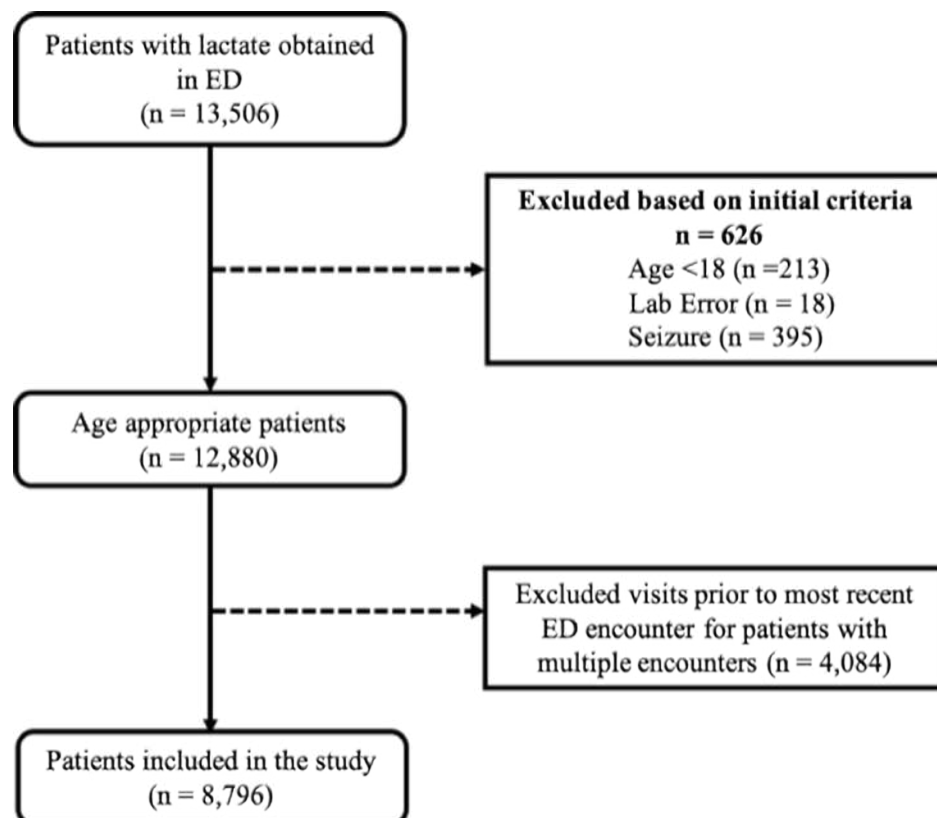 Patients with lactate obtained
in ED
(n = 13,506)
Excluded based on initial criteria
n = 626
Age <18 (n =213)
Lab Error (n = 18)
Seizure (n = 395)
Age appropriate patients
(n = 12,880)
Excluded visits prior to most recent
ED encounter for patients with
multiple encounters (n = 4,084)
Patients included in the study
(n = 8,796)